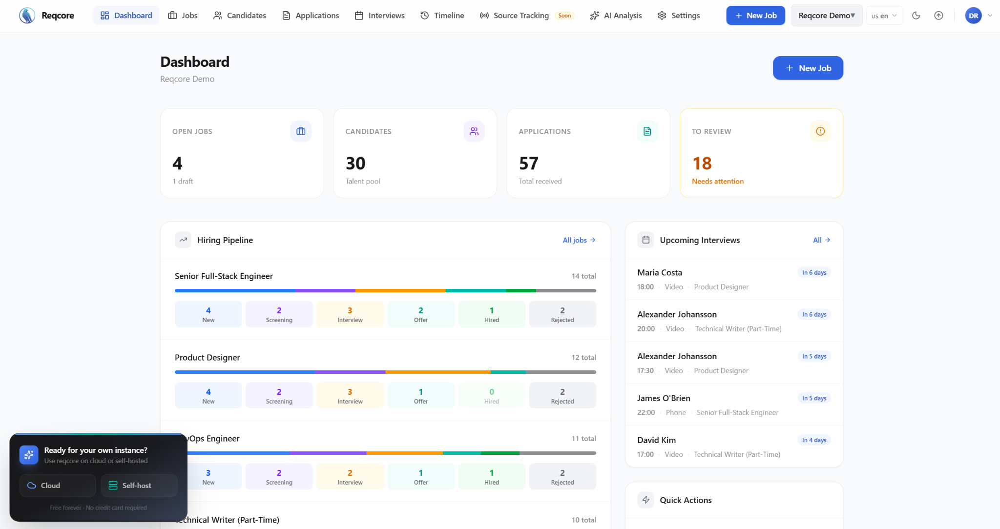 Reqcore
Dashboard
Jobs
Candidates
Applications
Interviews
Timeline
Source Tracking Soon
AI Analysis
Settings
+ New Job
Reqcore Demo▼
us en
DR
Dashboard
Reqcore Demo
+ New Job
OPEN JOBS
4
1 draft
CANDIDATES
30
Talent pool
APPLICATIONS
57
Total received
TO REVIEW
18
Needs attention
Hiring Pipeline
All jobs →
Senior Full-Stack Engineer
14 total
4 New
2 Screening
3 Interview
2 Offer
1 Hired
2 Rejected
Product Designer
12 total
4 New
2 Screening
3 Interview
1 Offer
0 Hired
2 Rejected
vOps Engineer
11 total
3 New
2 Screening
2 Interview
1 Offer
1 Hired
2 Rejected
chnical Writer (Part-Time)
10 total
Upcoming Interviews
All →
Maria Costa
In 6 days
18:00 · Video · Product Designer
Alexander Johansson
In 6 days
20:00 · Video · Technical Writer (Part-Time)
Alexander Johansson
In 5 days
17:30 · Video · Product Designer
James O'Brien
In 5 days
22:00 · Phone · Senior Full-Stack Engineer
David Kim
In 4 days
17:00 · Video · Technical Writer (Part-Time)
Quick Actions
Ready for your own instance?
Use reqcore on cloud or self-hosted
Cloud
Self-host
Free forever · No credit card required